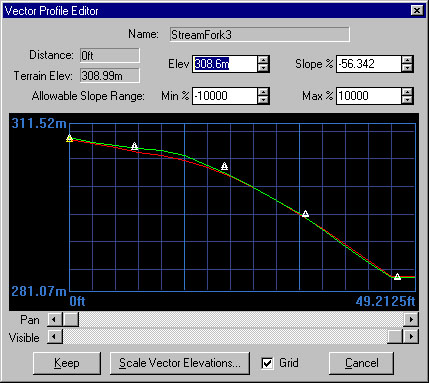 Vector Profile Editor
Name: StreamFork3
Distance: 0ft
Elev 308.6m Slope % -56.342
Terrain Elev: 308.99m
Allowable Slope Range: Min % -10000 Max % 10000
311.52m
281.07m
0ft 49.2125ft
Pan
Visible
Keep Scale Vector Elevations... Grid Cancel